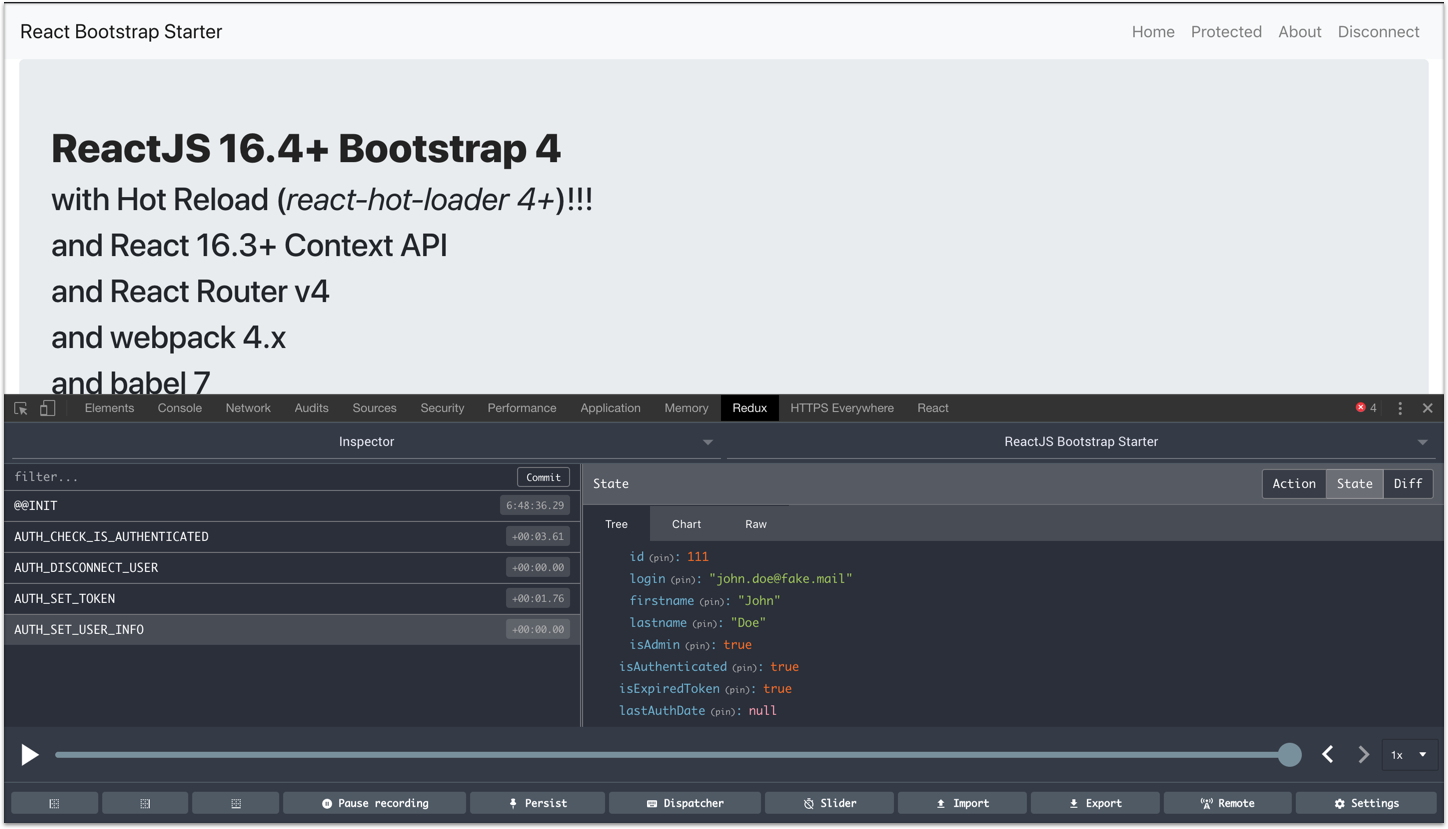 React Bootstrap Starter Home Protected About Disconnect
ReactJS 16.4+ Bootstrap 4
with Hot Reload (react-hot-loader 4+)!!!
and React 16.3+ Context API
and React Router v4
and webpack 4.x
and babel 7
Elements Console Network Audits Sources Security Performance Application Memory Redux HTTPS Everywhere React 4
Inspector ReactJS Bootstrap Starter
filter... Commit
@@INIT 6:48:36.29
AUTH_CHECK_IS_AUTHENTICATED +00:03.61
AUTH_DISCONNECT_USER +00:00.00
AUTH_SET_TOKEN +00:01.76
AUTH_SET_USER_INFO +00:00.00
State Action State Diff
Tree Chart Raw
id (pin): 111
login (pin): "john.doe@fake.mail"
firstname (pin): "John"
lastname (pin): "Doe"
isAdmin (pin): true
isAuthenticated (pin): true
isExpiredToken (pin): true
lastAuthDate (pin): null
1x
Pause recording Persist Dispatcher Slider Import Export Remote Settings